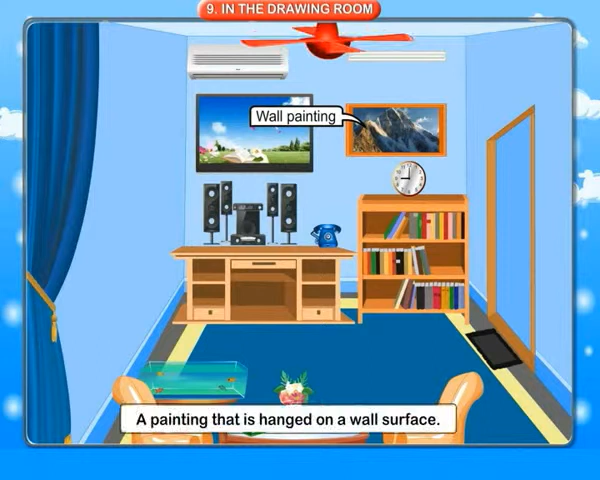 9. IN THE DRAWING ROOM
Wall painting
A painting that is hanged on a wall surface.